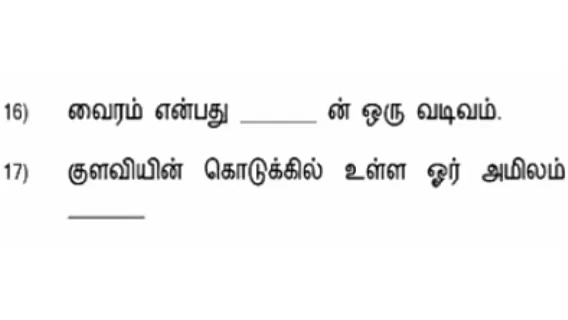 16) வைரம் என்பது ______ ன் ஒரு வடிவம்.
17) குளவியின் கொடுக்கில் உள்ள ஓர் அமிலம்
______